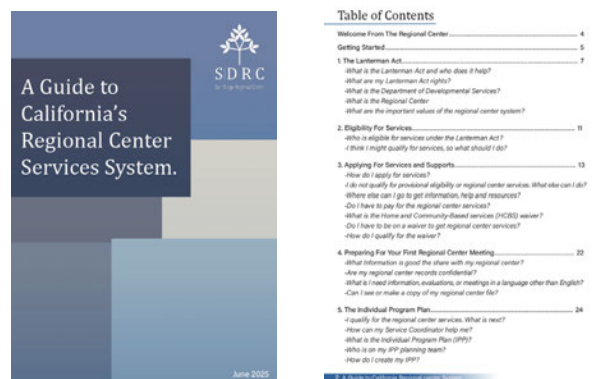 SDRC
San Diego Regional Center
A Guide to
California's
Regional Center
Services System.
June 2025
Table of Contents
Welcome From The Regional Center 4
Getting Started 5
1. The Lanterman Act 7
-What is the Lanterman Act and who does it help?
-What are my Lanterman Act rights?
-What is the Department of Developmental Services?
-What is the Regional Center
-What are the important values of the regional center system?
2. Eligibility For Services 11
-Who is eligible for services under the Lanterman Act?
-I think I might qualify for services, so what should I do?
3. Applying For Services and Supports 13
-How do I apply for services?
-I do not qualify for provisional eligibility or regional center services. What else can I do?
-Where else can I go to get information, help and resources?
-Do I have to pay for the regional center services?
-What is the Home and Community-Based services (HCBS) waiver?
-Do I have to be on a waiver to get regional center services?
-How do I qualify for the waiver?
4. Preparing For Your First Regional Center Meeting 22
-What Information is good the share with my regional center?
-Are my regional center records confidential?
-What is I need information, evaluations, or meetings in a language other than English?
-Can I see or make a copy of my regional center file?
5. The Individual Program Plan 24
-I qualify for the regional center services. What is next?
-How can my Service Coordinator help me?
-What is the Individual Program Plan (IPP)?
-Who is on my IPP planning team?
-How do I create my IPP?